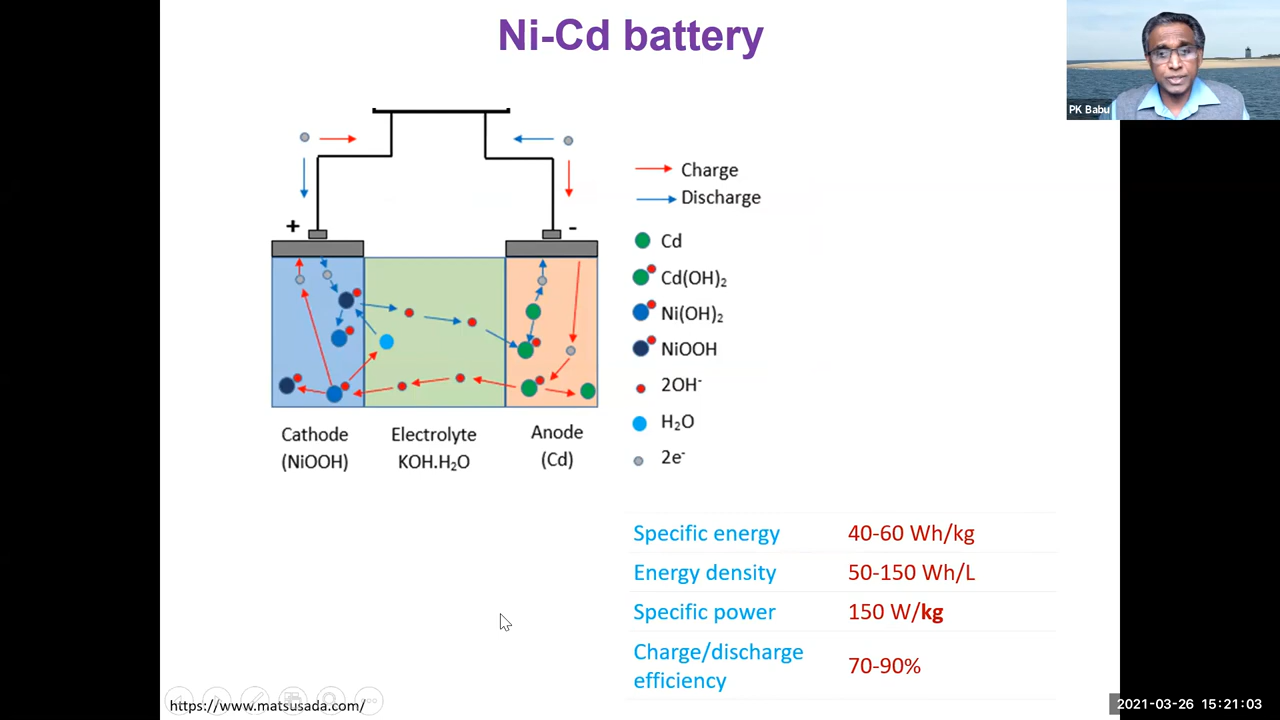 Ni-Cd battery
PK Babu
+
-
Charge
Discharge
Cd
Cd(OH)₂
Ni(OH)₂
NiOOH
2OH⁻
H₂O
2e⁻
Cathode
(NiOOH)
Electrolyte
KOH.H₂O
Anode
(Cd)
Specific energy 40-60 Wh/kg
Energy density 50-150 Wh/L
Specific power 150 W/kg
Charge/discharge
efficiency 70-90%
https://www.matsusada.com/
2021-03-26 15:21:03